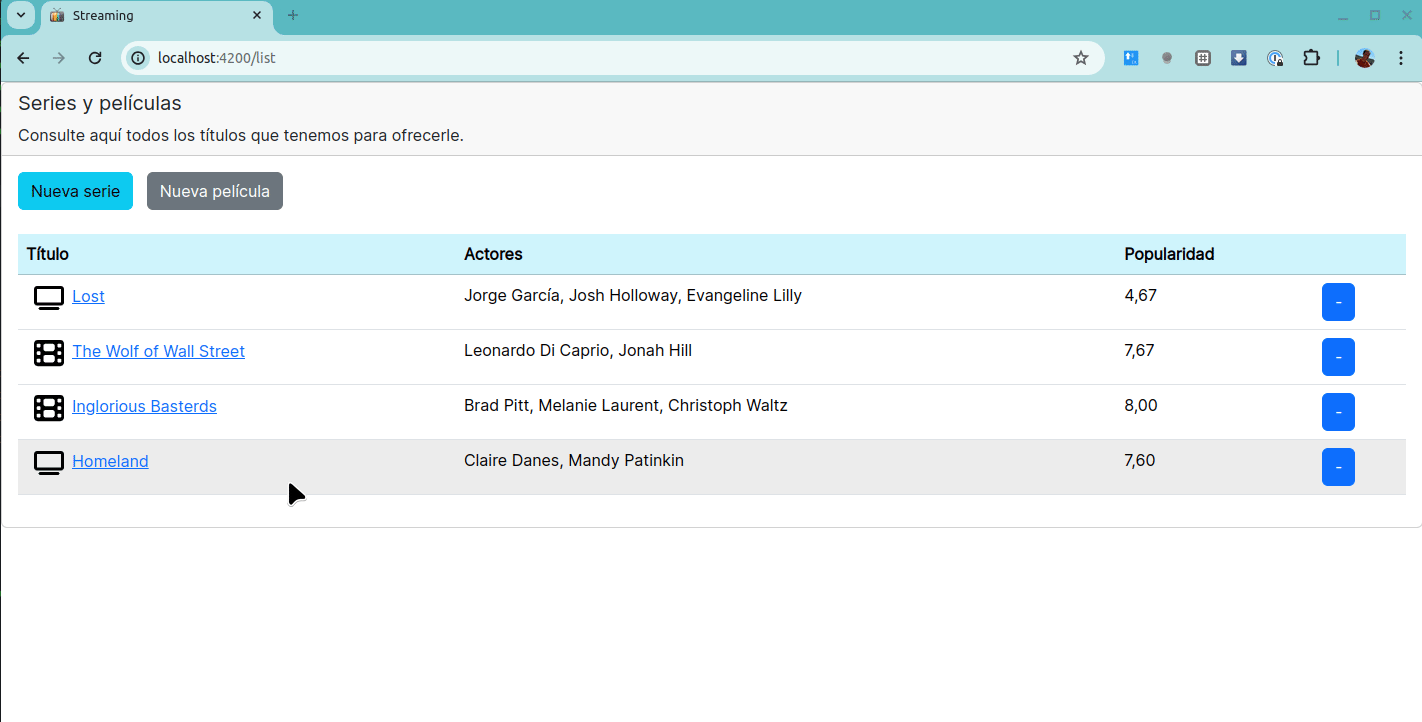 Streaming
localhost:4200/list
Series y películas
Consulte aquí todos los títulos que tenemos para ofrecerle.
Nueva serie Nueva película
Título Actores Popularidad
Lost Jorge García, Josh Holloway, Evangeline Lilly 4,67 -
The Wolf of Wall Street Leonardo Di Caprio, Jonah Hill 7,67 -
Inglorious Basterds Brad Pitt, Melanie Laurent, Christoph Waltz 8,00 -
Homeland Claire Danes, Mandy Patinkin 7,60 -